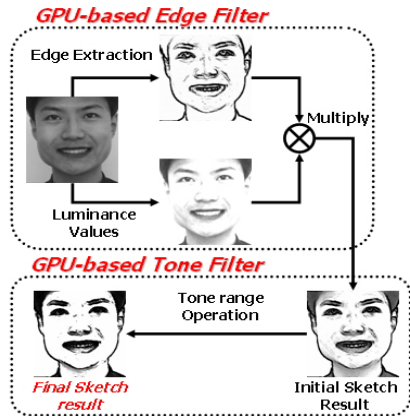 GPU-based Edge Filter
Edge Extraction
Multiply
Luminance
Values
GPU-based Tone Filter
Tone range
Operation
Final Sketch
result
Initial Sketch
Result